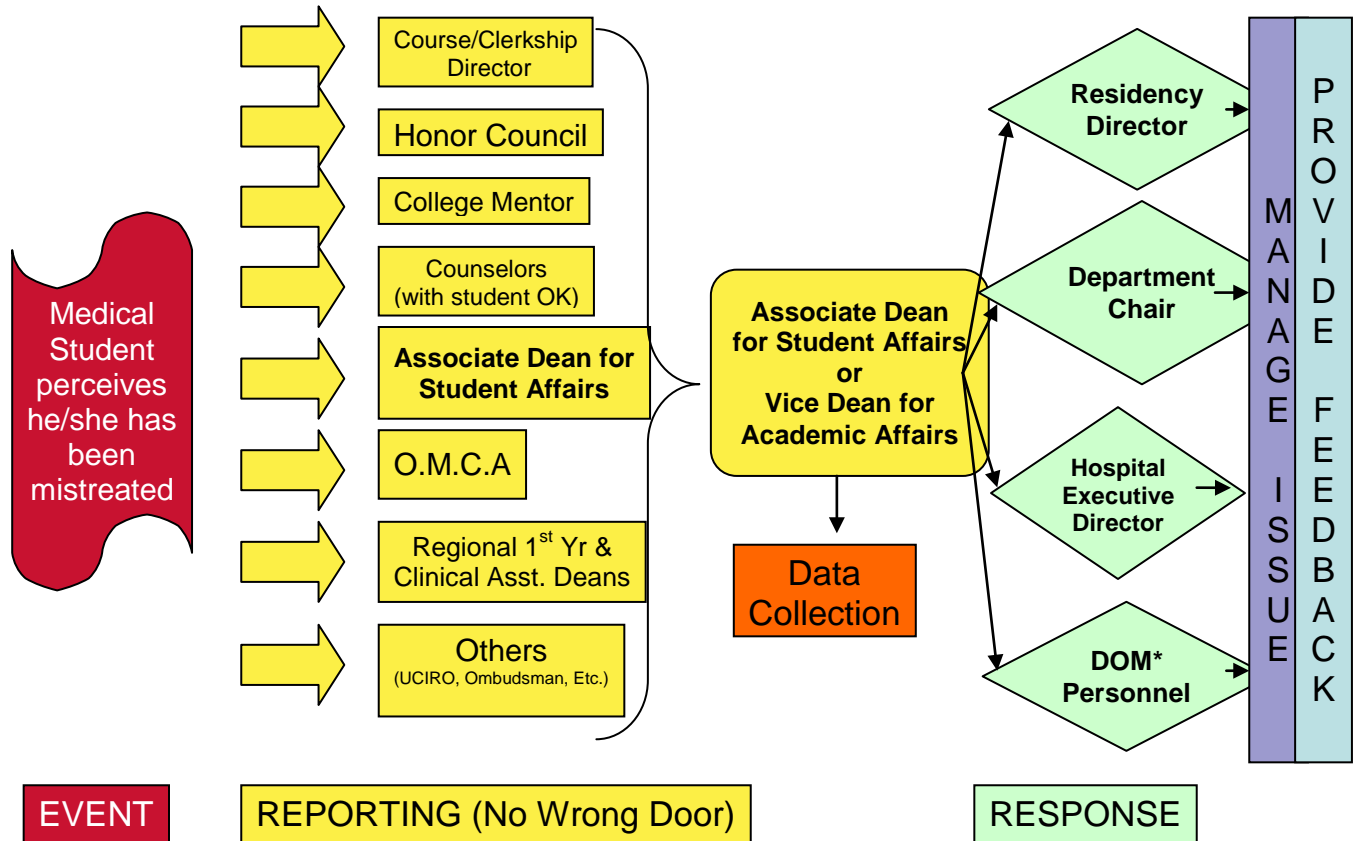 Medical
Student
perceives
he/she has
been
mistreated
Course/Clerkship
Director
Honor Council
College Mentor
Counselors
(with student OK)
Associate Dean for
Student Affairs
O.M.C.A
Regional 1st Yr &
Clinical Asst. Deans
Others
(UCIRO, Ombudsman, Etc.)
Associate Dean
for Student Affairs
or
Vice Dean for
Academic Affairs
Data
Collection
Residency
Director
Department
Chair
Hospital
Executive
Director
DOM*
Personnel
MANAGE ISSUE
PROVIDE FEEDBACK
EVENT
REPORTING (No Wrong Door)
RESPONSE